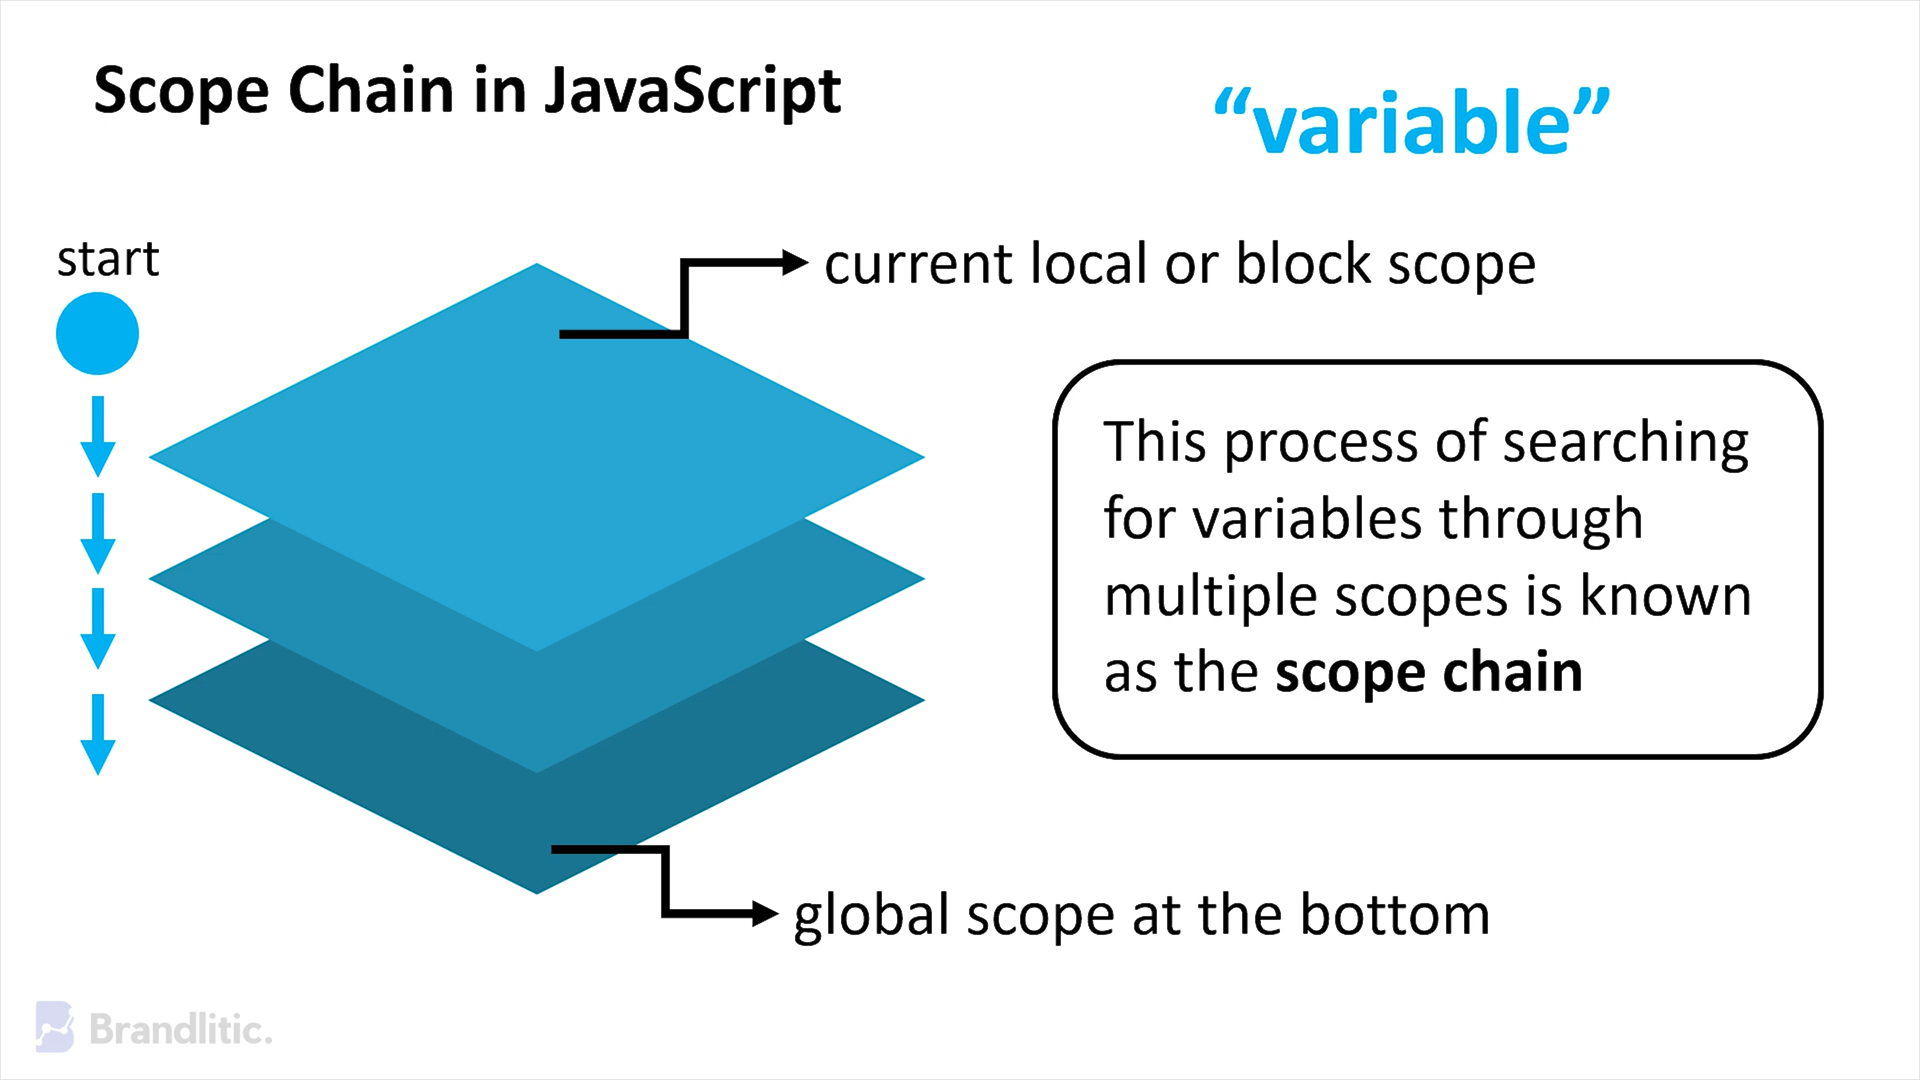 Scope Chain in JavaScript
“variable”
start
current local or block scope
This process of searching
for variables through
multiple scopes is known
as the scope chain
global scope at the bottom
Brandlitic.